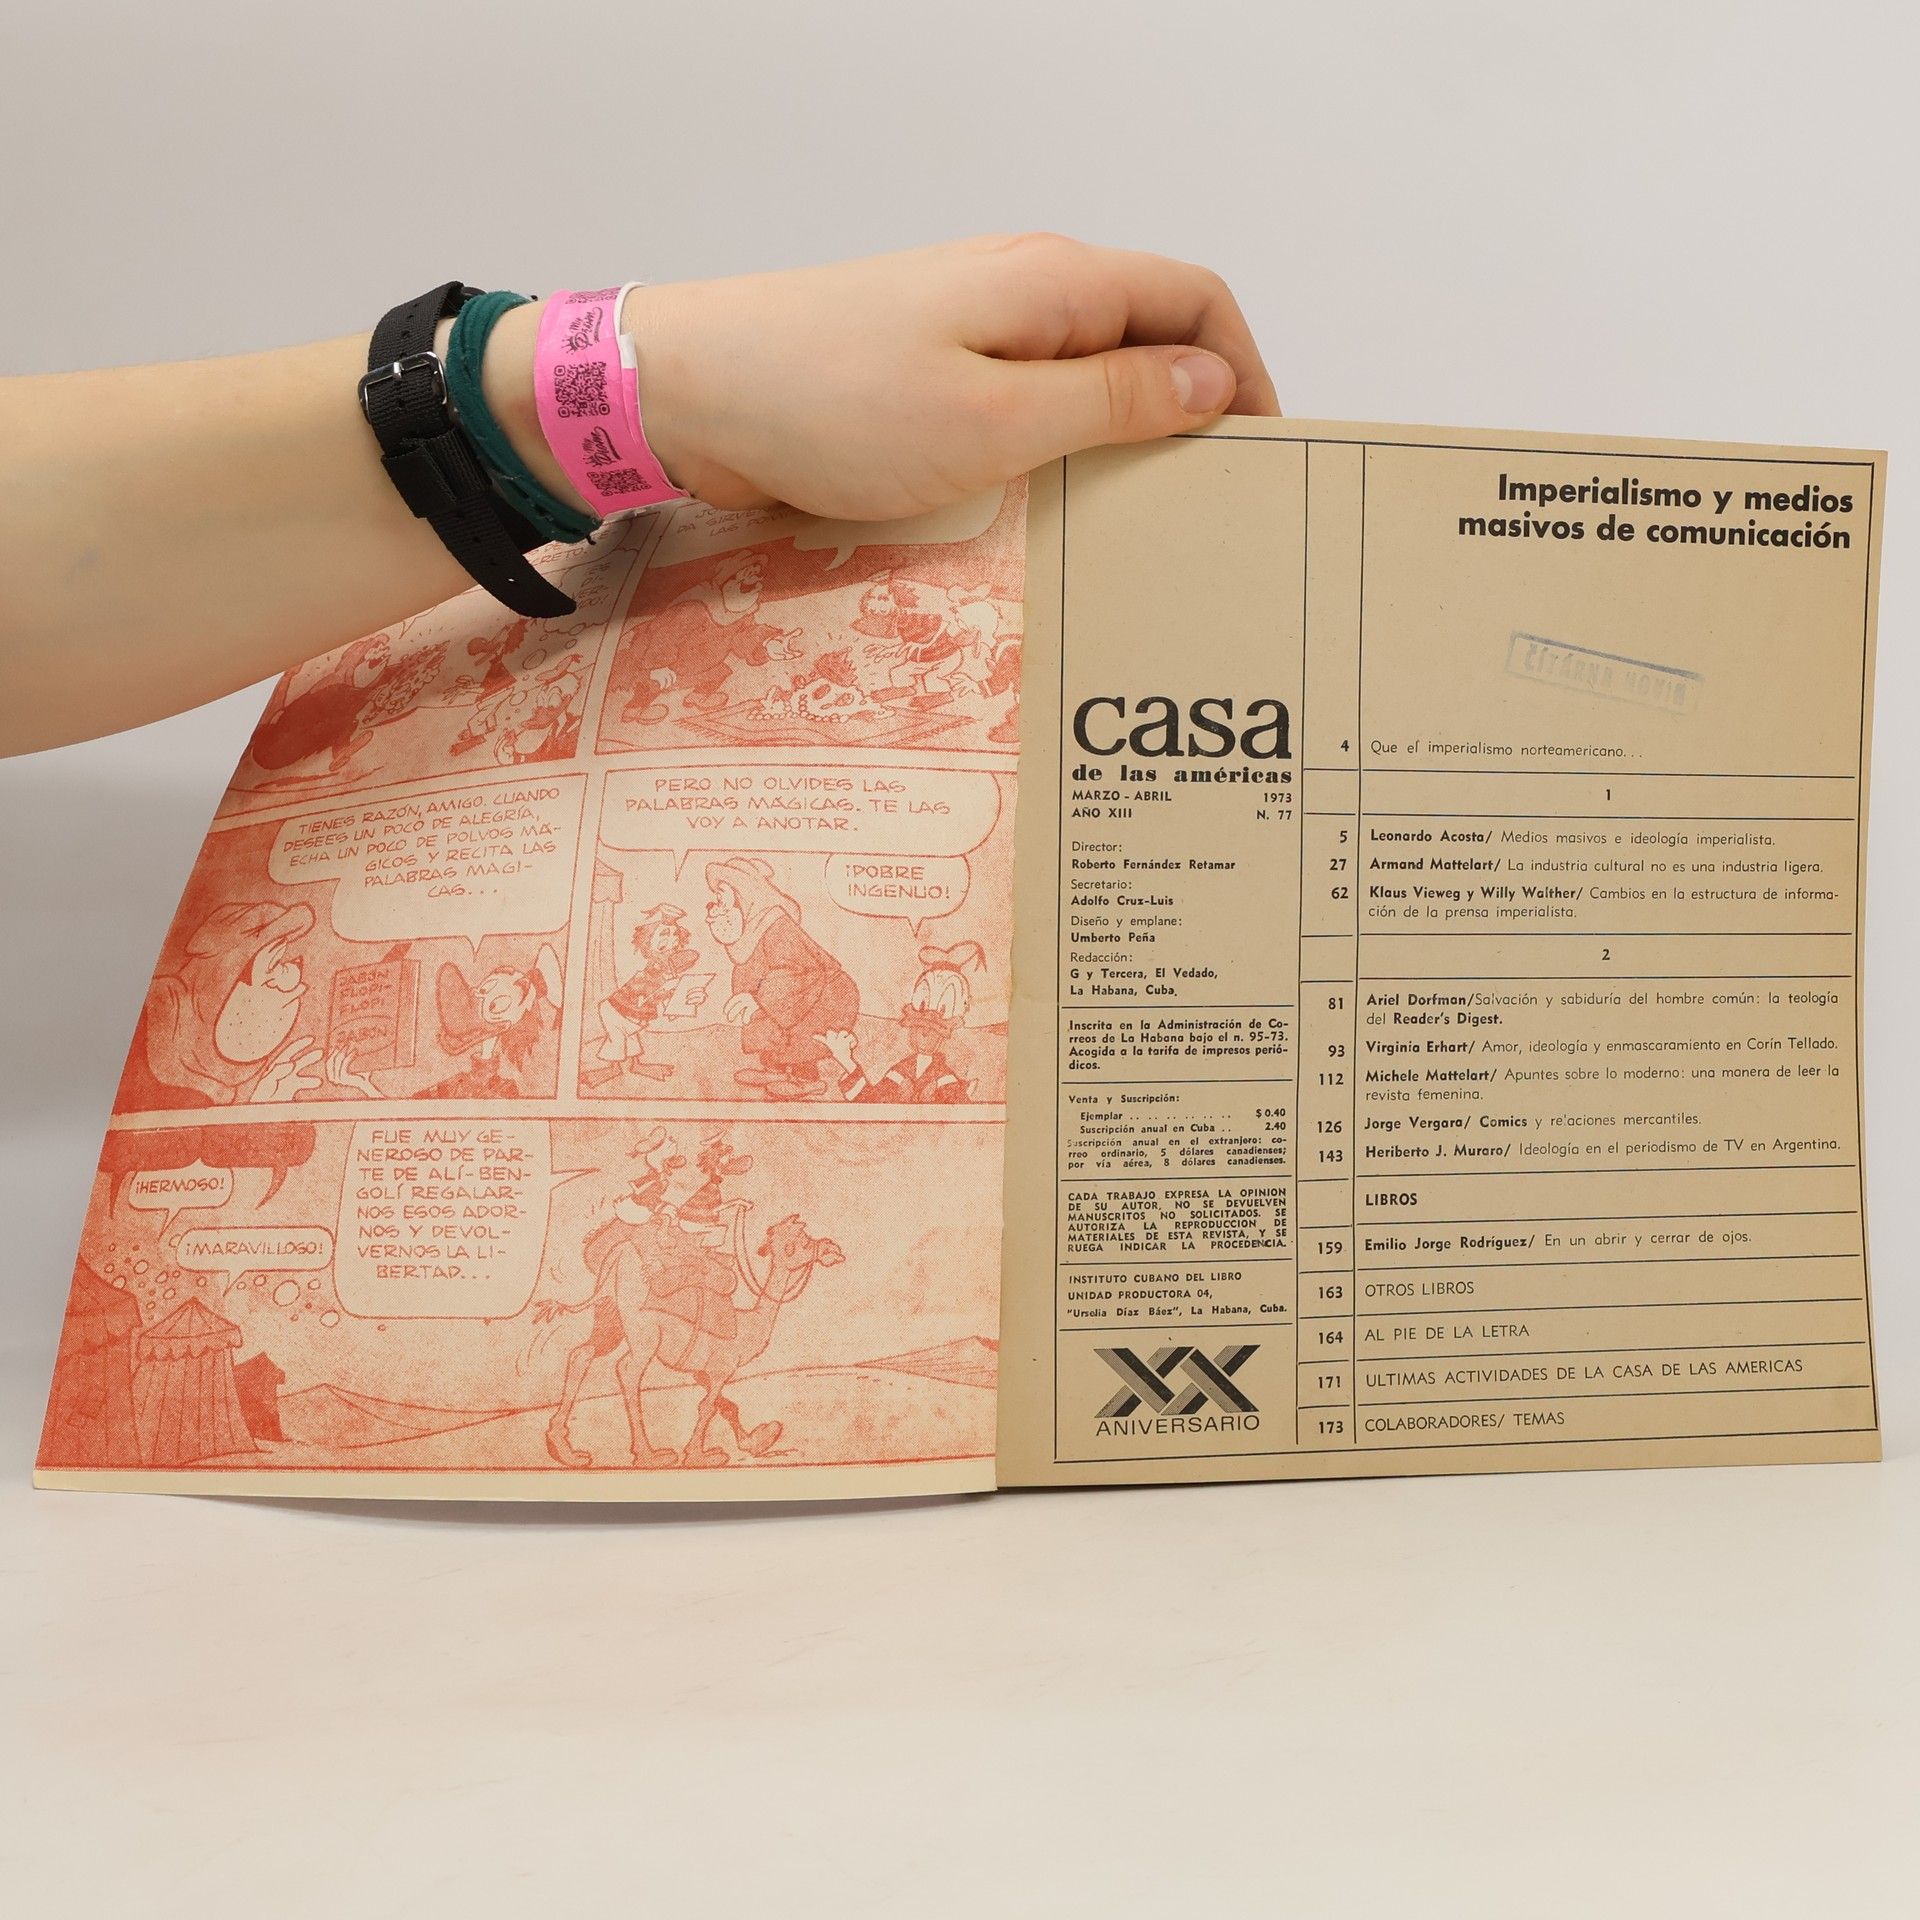 My
Dream
My
Dream
CRETO.
LAS
PERO NO OLVIDES LAS
PALABRAS MÁGICAS. TE LAS
VOY A ANOTAR.
TIENES RAZÓN, AMIGO. CUANDO
DESEES UN POCO DE ALEGRÍA,
ECHA UN POCO DE POLVOS MÁ-
GICOS Y RECITA LAS
PALABRAS MAGI-
CAS...
¡POBRE
INGENUO!
JABÓN
FLOPI-
FLOPI
JABÓN
FUE MUY GE-
NEROSO DE PAR-
TE DE ALÍ-BEN-
GOLÍ REGALAR-
NOS ESOS ADOR-
NOS Y DEVOL-
VERNOS LA LI-
BERTAD...
¡HERMOSO!
¡MARAVILLOSO!
casa
de las américas
MARZO - ABRIL 1973
AÑO XIII N. 77
Director:
Roberto Fernández Retamar
Secretario:
Adolfo Cruz-Luis
Diseño y emplane:
Umberto Peña
Redacción:
G y Tercera, El Vedado,
La Habana, Cuba.
Inscrita en la Administración de Co-
rreos de La Habana bajo el n. 95-73.
Acogida a la tarifa de impresos perió-
dicos.
Venta y Suscripción:
Ejemplar .. .. .. .. .. .. $ 0.40
Suscripción anual en Cuba .. 2.40
Suscripción anual en el extranjero: co-
rreo ordinario, 5 dólares canadienses;
por vía aérea, 8 dólares canadienses.
CADA TRABAJO EXPRESA LA OPINION
DE SU AUTOR, NO SE DEVUELVEN
MANUSCRITOS NO SOLICITADOS. SE
AUTORIZA LA REPRODUCCION DE
MATERIALES DE ESTA REVISTA, Y SE
RUEGA INDICAR LA PROCEDENCIA.
INSTITUTO CUBANO DEL LIBRO
UNIDAD PRODUCTORA 04,
"Urselia Díaz Báez", La Habana, Cuba.
XX
ANIVERSARIO
Imperialismo y medios
masivos de comunicación
4 Que el imperialismo norteamericano...
1
5 Leonardo Acosta/ Medios masivos e ideología imperialista.
27 Armand Mattelart/ La industria cultural no es una industria ligera.
62 Klaus Vieweg y Willy Walther/ Cambios en la estructura de informa-
ción de la prensa imperialista.
2
81 Ariel Dorfman/Salvación y sabiduría del hombre común: la teología
del Reader's Digest.
93 Virginia Erhart/ Amor, ideología y enmascaramiento en Corín Tellado.
112 Michele Mattelart/ Apuntes sobre lo moderno: una manera de leer la
revista femenina.
126 Jorge Vergara/ Comics y relaciones mercantiles.
143 Heriberto J. Muraro/ Ideología en el periodismo de TV en Argentina.
LIBROS
159 Emilio Jorge Rodríguez/ En un abrir y cerrar de ojos.
163 OTROS LIBROS
164 AL PIE DE LA LETRA
171 ULTIMAS ACTIVIDADES DE LA CASA DE LAS AMERICAS
173 COLABORADORES/ TEMAS